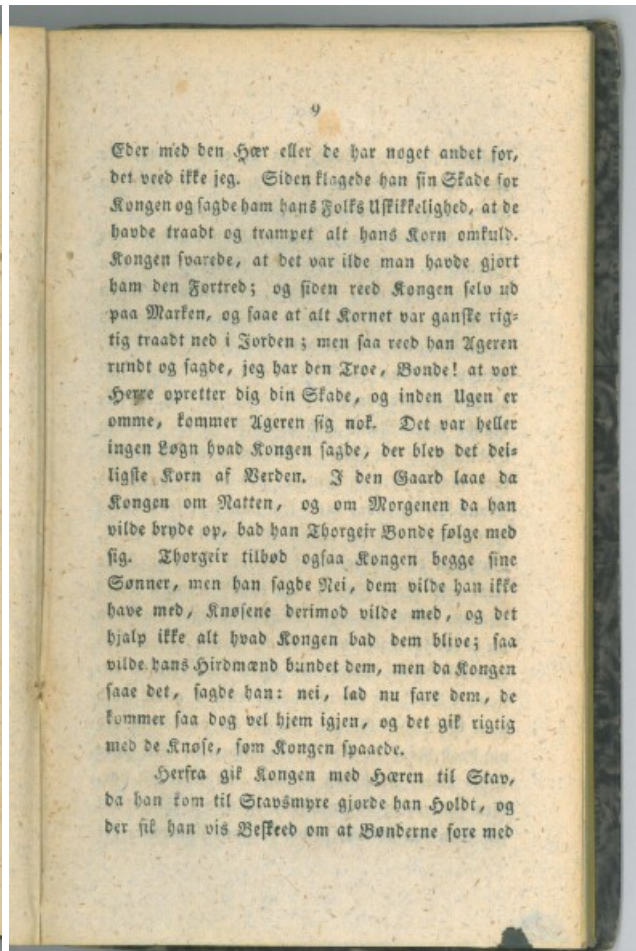 9
Eder med den Hær eller de har noget andet for,
det veed ikke jeg. Siden klagede han sin Skade for
Kongen og sagde ham hans Folks Uskikkelighed, at de
havde traadt og trampet alt hans Korn omkuld.
Kongen svarede, at det var ilde man havde gjort
ham den Fortred; og siden reed Kongen selv ud
paa Marken, og saae at alt Kornet var ganske rig=
tig traadt ned i Jorden; men saa reed han Ageren
rundt og sagde, jeg har den Troe, Bonde! at vor
Herre opretter dig din Skade, og inden Ugen er
omme, kommer Ageren sig nok. Det var heller
ingen Løgn hvad Kongen sagde, der blev det dei=
ligste Korn af Verden. I den Gaard laae da
Kongen om Natten, og om Morgenen da han
vilde bryde op, bad han Thorgeir Bonde følge med
sig. Thorgeir tilbød ogsaa Kongen begge sine
Sønner, men han sagde Nei, dem vilde han ikke
have med, Knøsene derimod vilde med, og det
hjalp ikke alt hvad Kongen bad dem blive; saa
vilde hans Hirdmænd bundet dem, men da Kongen
saae det, sagde han: nei, lad nu fare dem, de
kommer saa dog vel hjem igjen, og det gik rigtig
med de Knøse, som Kongen spaaede.
Herfra gik Kongen med Hæren til Stav,
da han kom til Stavsmyre gjorde han Holdt, og
der fik han vis Beskeed om at Bønderne fore med